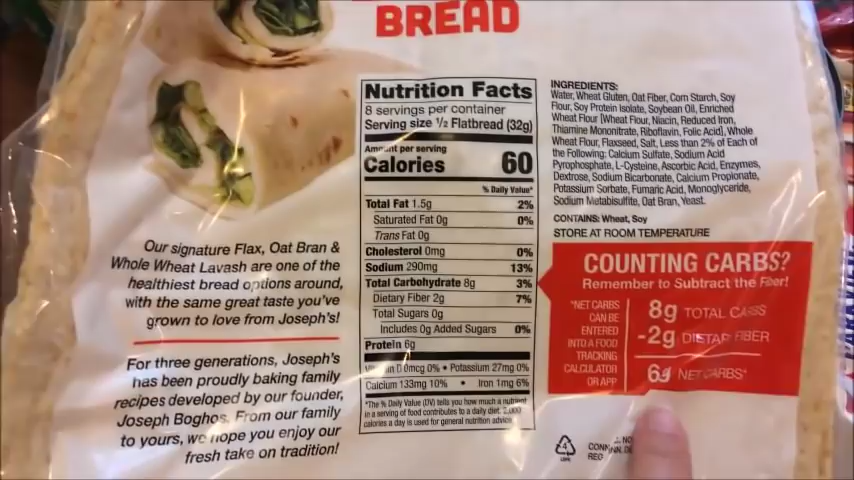 BREAD
Our signature Flax, Oat Bran &
Whole Wheat Lavash are one of the
healthiest bread options around,
with the same great taste you've
grown to love from Joseph's!
For three generations, Joseph's
has been proudly baking family
recipes developed by our founder,
Joseph Boghos. From our family
to yours, we hope you enjoy our
fresh take on tradition!
Nutrition Facts
8 servings per container
Serving size ½ Flatbread (32g)
Amount per serving
Calories 60
% Daily Value*
Total Fat 1.5g 2%
Saturated Fat 0g 0%
Trans Fat 0g
Cholesterol 0mg 0%
Sodium 290mg 13%
Total Carbohydrate 8g 3%
Dietary Fiber 2g 7%
Total Sugars 0g
Includes 0g Added Sugars 0%
Protein 6g
D 0mcg 0% • Potassium 27mg 0%
Calcium 133mg 10% • Iron 1mg 6%
*The % Daily Value (DV) tells you how much a nutrient
in a serving of food contributes to a daily diet. 2,000
calories a day is used for general nutrition advice.
INGREDIENTS:
Water, Wheat Gluten, Oat Fiber, Corn Starch, Soy
Flour, Soy Protein Isolate, Soybean Oil, Enriched
Wheat Flour [Wheat Flour, Niacin, Reduced Iron,
Thiamine Mononitrate, Riboflavin, Folic Acid], Whole
Wheat Flour, Flaxseed, Salt, Less than 2% of Each of
the Following: Calcium Sulfate, Sodium Acid
Pyrophosphate, L-Cysteine, Ascorbic Acid, Enzymes,
Dextrose, Sodium Bicarbonate, Calcium Propionate,
Potassium Sorbate, Fumaric Acid, Monoglyceride,
Sodium Metabisulfite, Oat Bran, Yeast.
CONTAINS: Wheat, Soy
STORE AT ROOM TEMPERATURE
COUNTING CARBS?
Remember to Subtract the Fiber!
*NET CARBS
CAN BE
ENTERED
INTO A FOOD
TRACKING
CALCULATOR
OR APP
8g TOTAL CARBS
-2g DIETARY FIBER
6g NET CARBS*
4